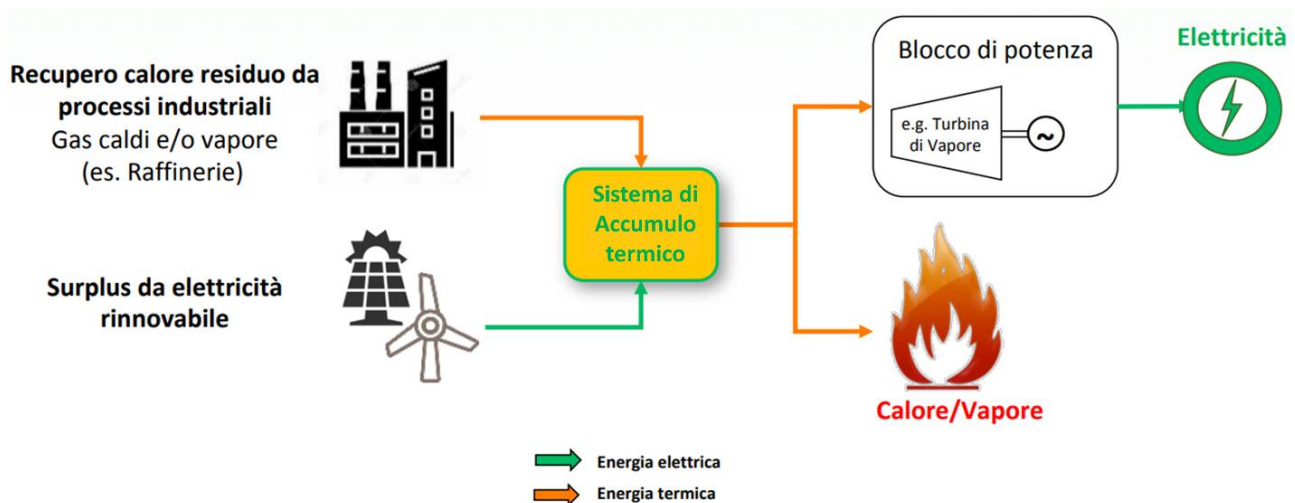 Recupero calore residuo da
processi industriali
Gas caldi e/o vapore
(es. Raffinerie)
Surplus da elettricità
rinnovabile
Sistema di
Accumulo
termico
Blocco di potenza
e.g. Turbina
di Vapore
~
Elettricità
Calore/Vapore
Energia elettrica
Energia termica